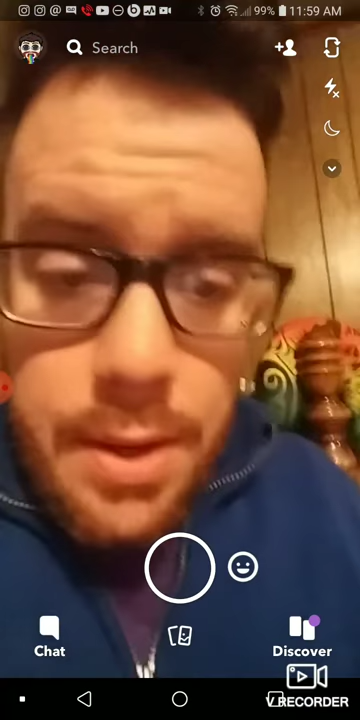 99% 11:59 AM
Search
Chat
Discover
V RECORDER